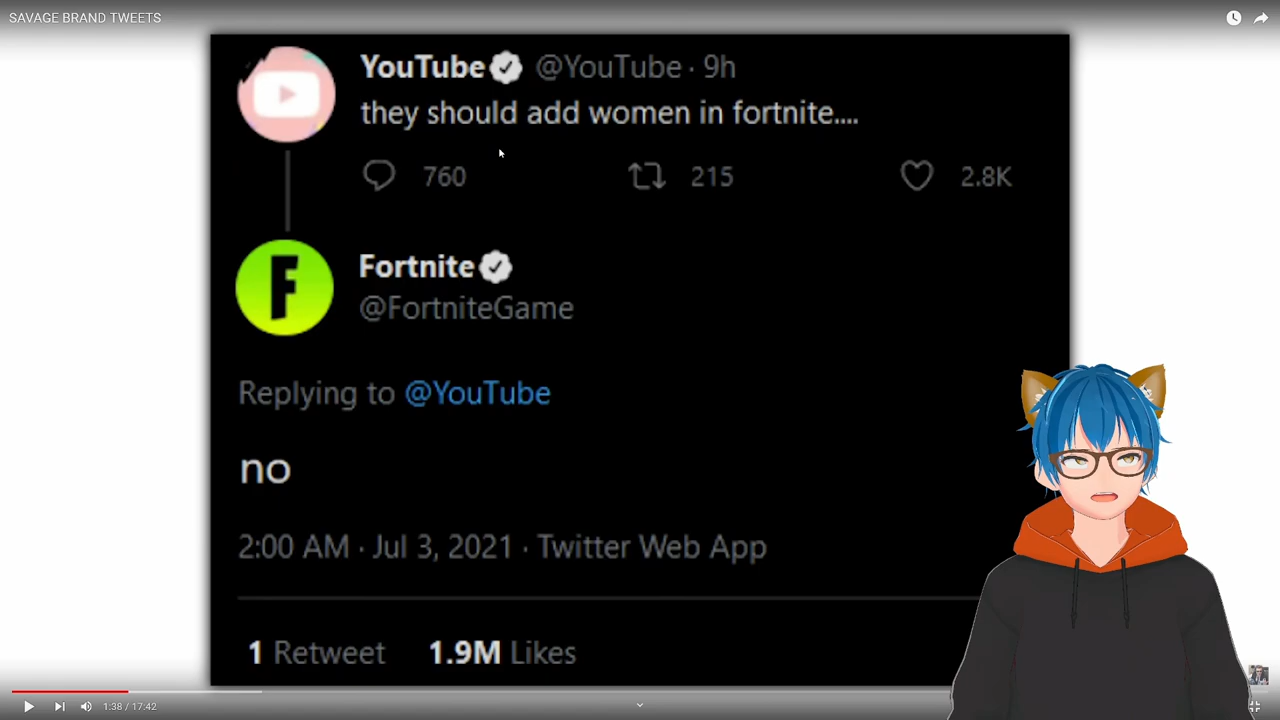 SAVAGE BRAND TWEETS
YouTube @YouTube · 9h
they should add women in fortnite....
760 215 2.8K
F
Fortnite
@FortniteGame
Replying to @YouTube
no
2:00 AM · Jul 3, 2021 · Twitter Web App
1 Retweet 1.9M Likes
1:38 / 17:42